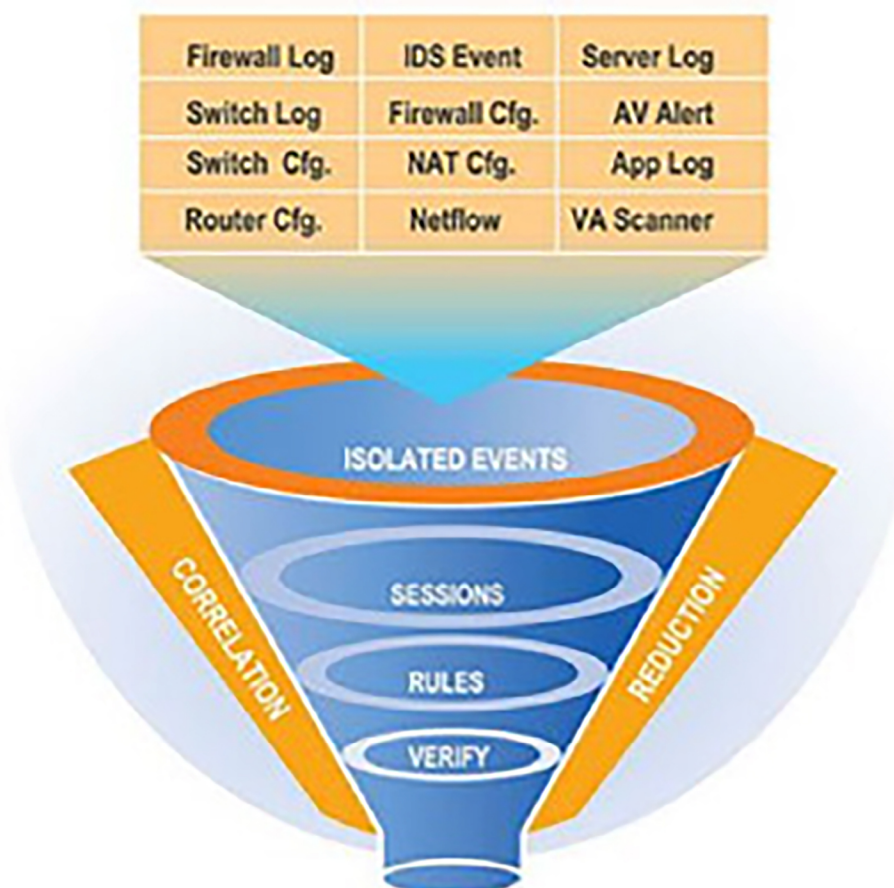 Firewall Log IDS Event Server Log
Switch Log Firewall Cfg. AV Alert
Switch Cfg. NAT Cfg. App Log
Router Cfg. Netflow VA Scanner
ISOLATED EVENTS
CORRELATION
SESSIONS
REDUCTION
RULES
VERIFY